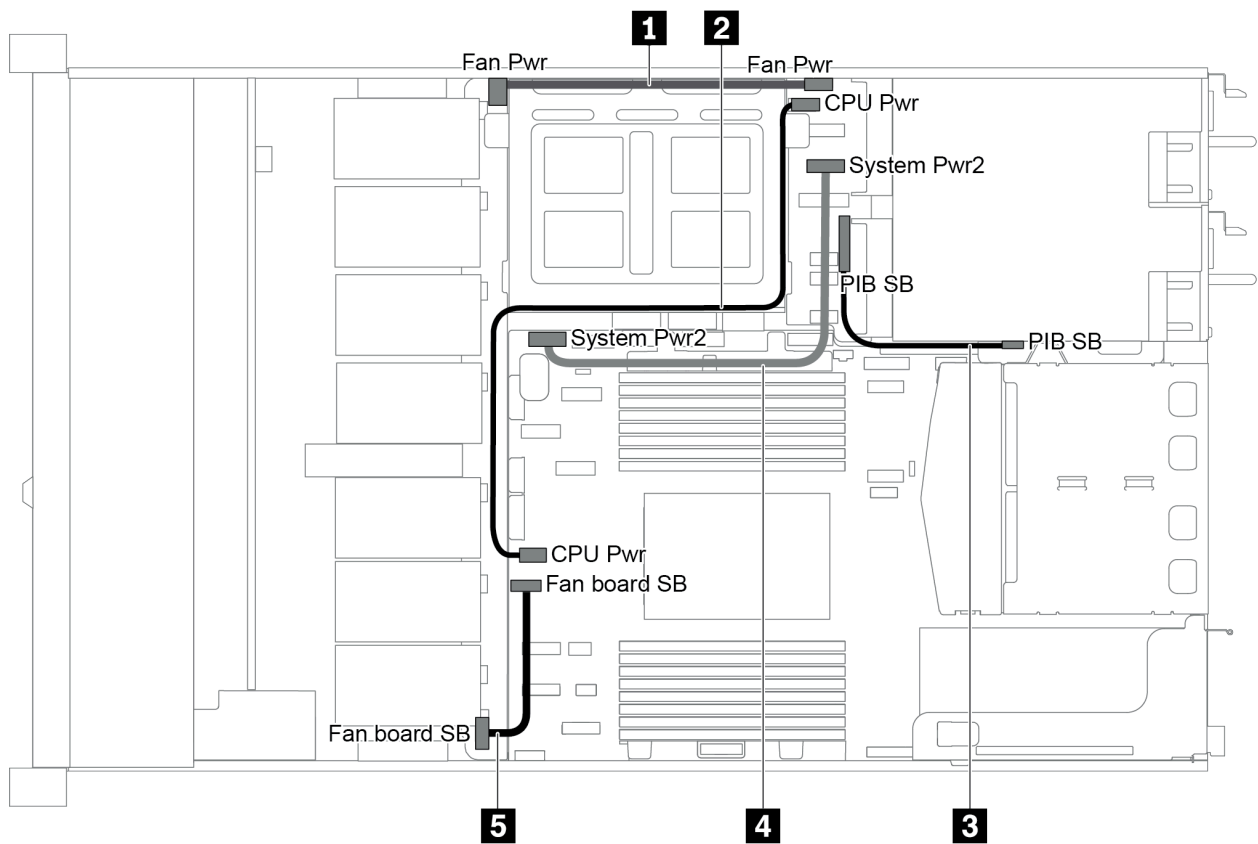 1
2
Fan Pwr
Fan Pwr
CPU Pwr
System Pwr2
PIB SB
System Pwr2
PIB SB
CPU Pwr
Fan board SB
Fan board SB
5
4
3